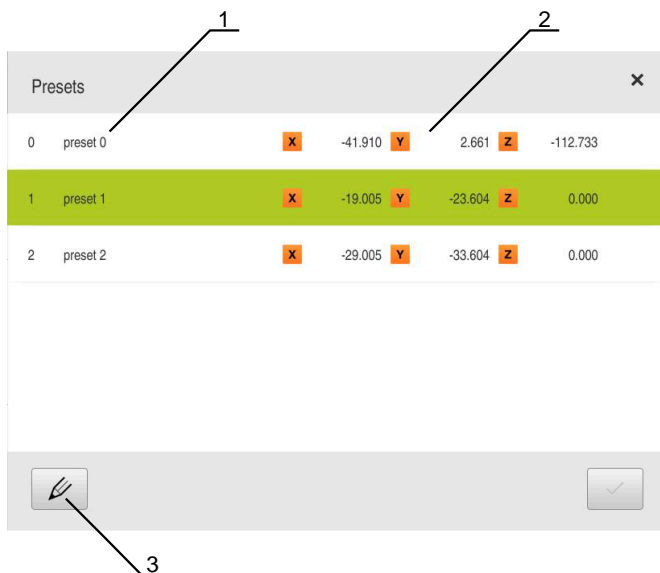 1 2
Presets ×
0 preset 0 X -41.910 Y 2.661 Z -112.733
1 preset 1 X -19.005 Y -23.604 Z 0.000
2 preset 2 X -29.005 Y -33.604 Z 0.000
3